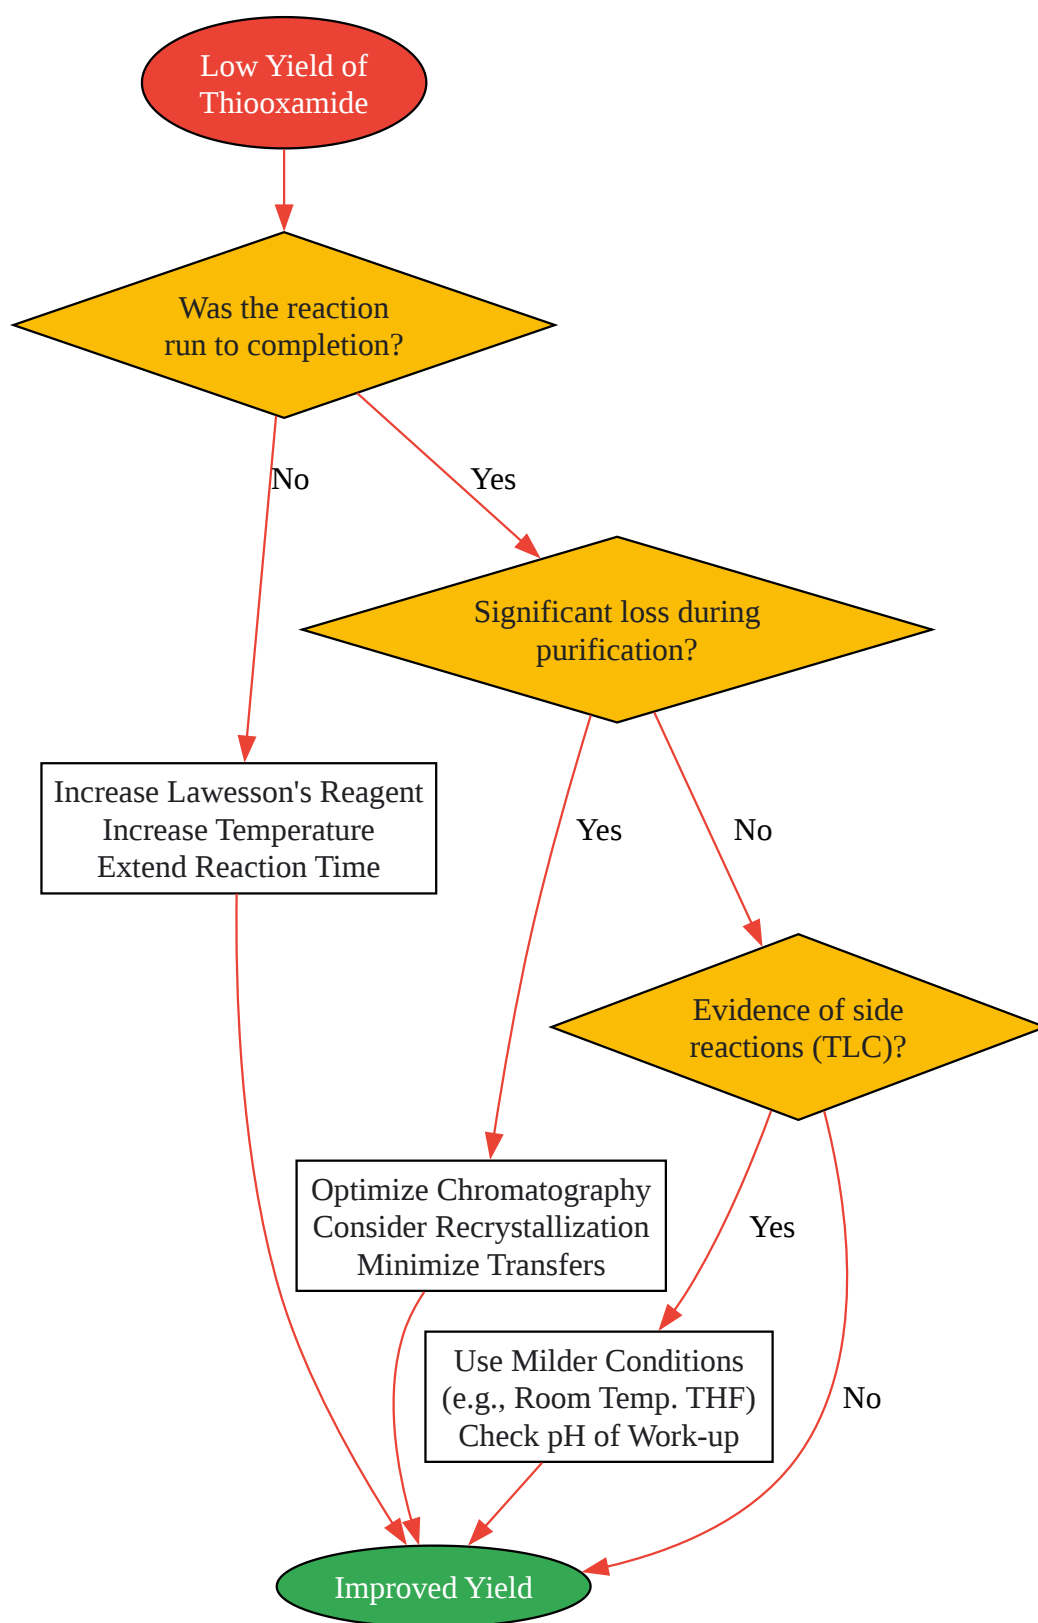 Low Yield of
Thiooxamide
Was the reaction
run to completion?
No
Yes
Significant loss during
purification?
Increase Lawesson's Reagent
Increase Temperature
Extend Reaction Time
Yes
No
Evidence of side
reactions (TLC)?
Optimize Chromatography
Consider Recrystallization
Minimize Transfers
Yes
Use Milder Conditions
(e.g., Room Temp. THF)
Check pH of Work-up
No
Improved Yield